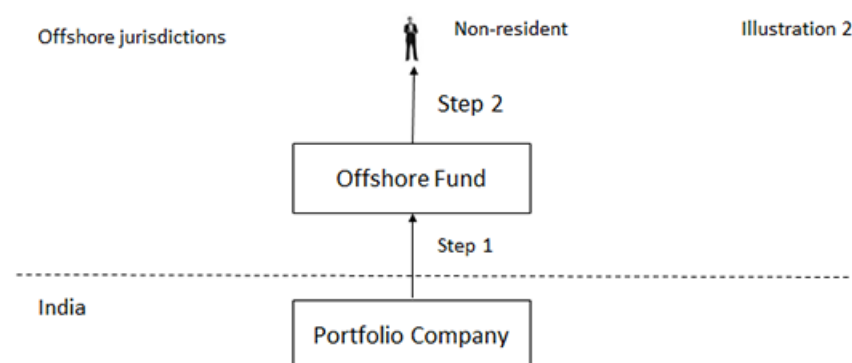 Offshore jurisdictions
Non-resident
Illustration 2
Step 2
Offshore Fund
Step 1
India
Portfolio Company